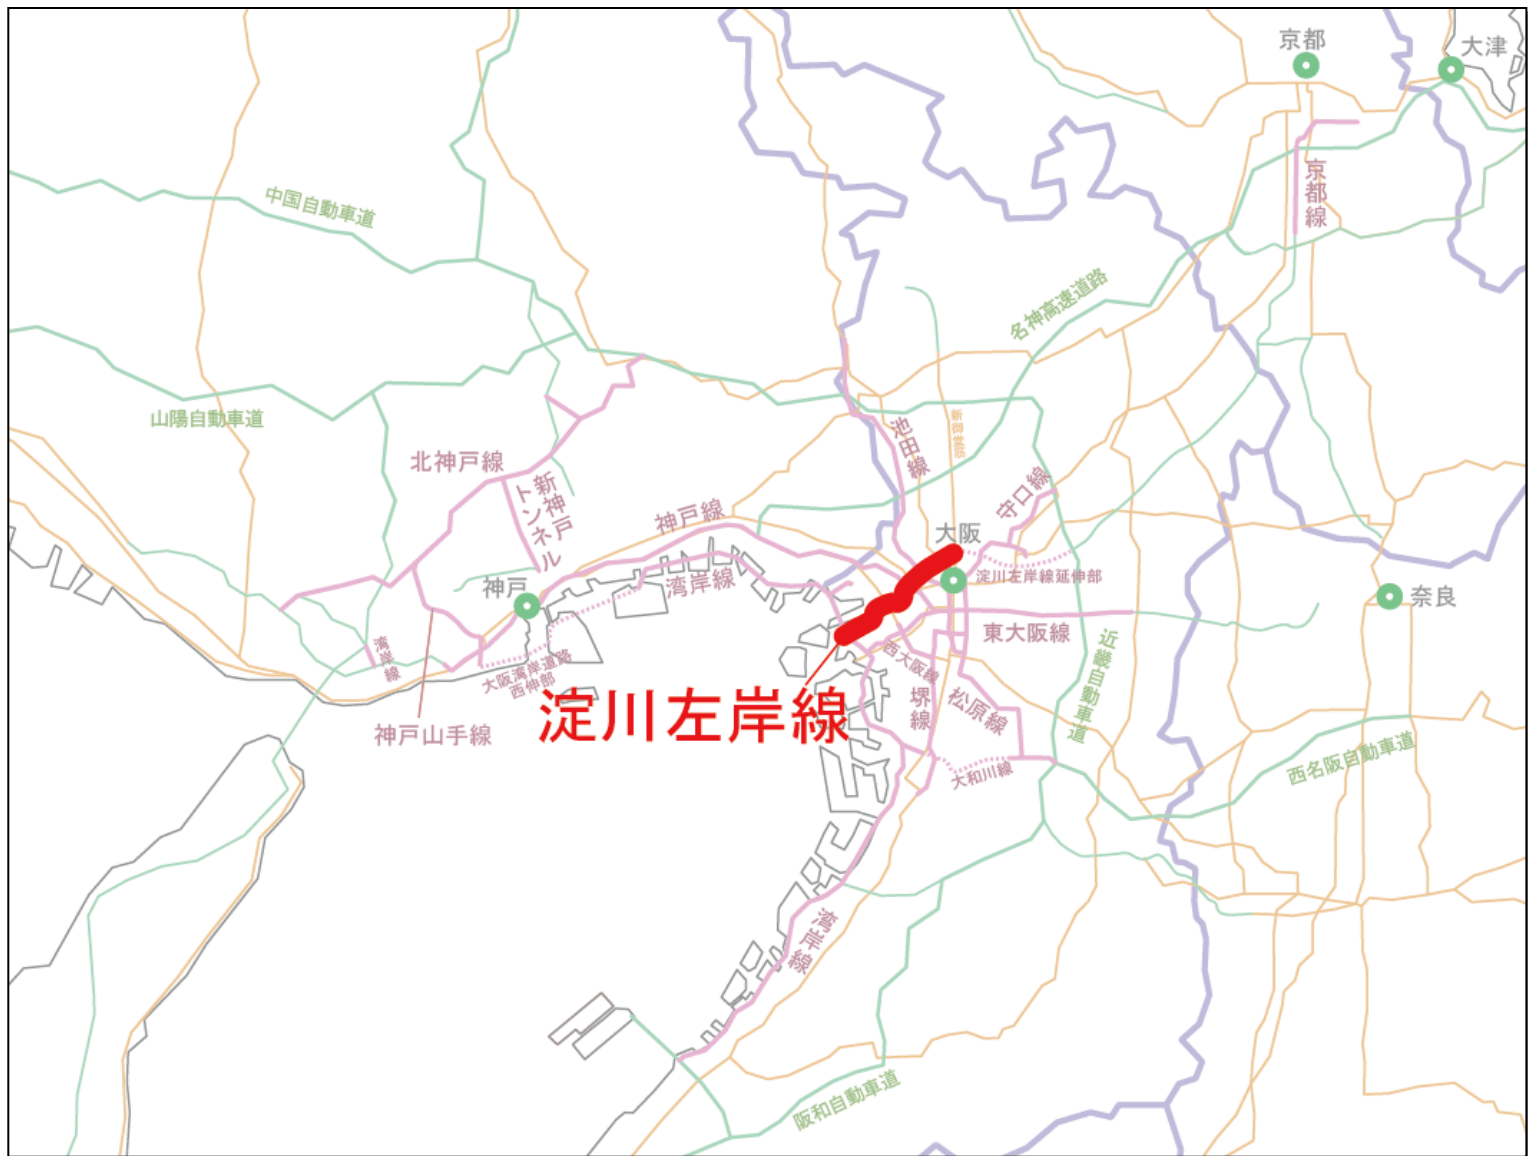 京都
大津
中国自動車道
京都線
名神高速道路
山陽自動車道
池田線
新御堂筋
北神戸線
新神戸
トンネル
守口線
神戸線
大阪
湾岸線
淀川左岸線延伸部
神戸
奈良
東大阪線
湾岸線
西大阪線
近畿自動車道
大阪湾岸道路
西伸部
淀川左岸線
堺線
松原線
神戸山手線
大和川線
西名阪自動車道
湾岸線
阪和自動車道